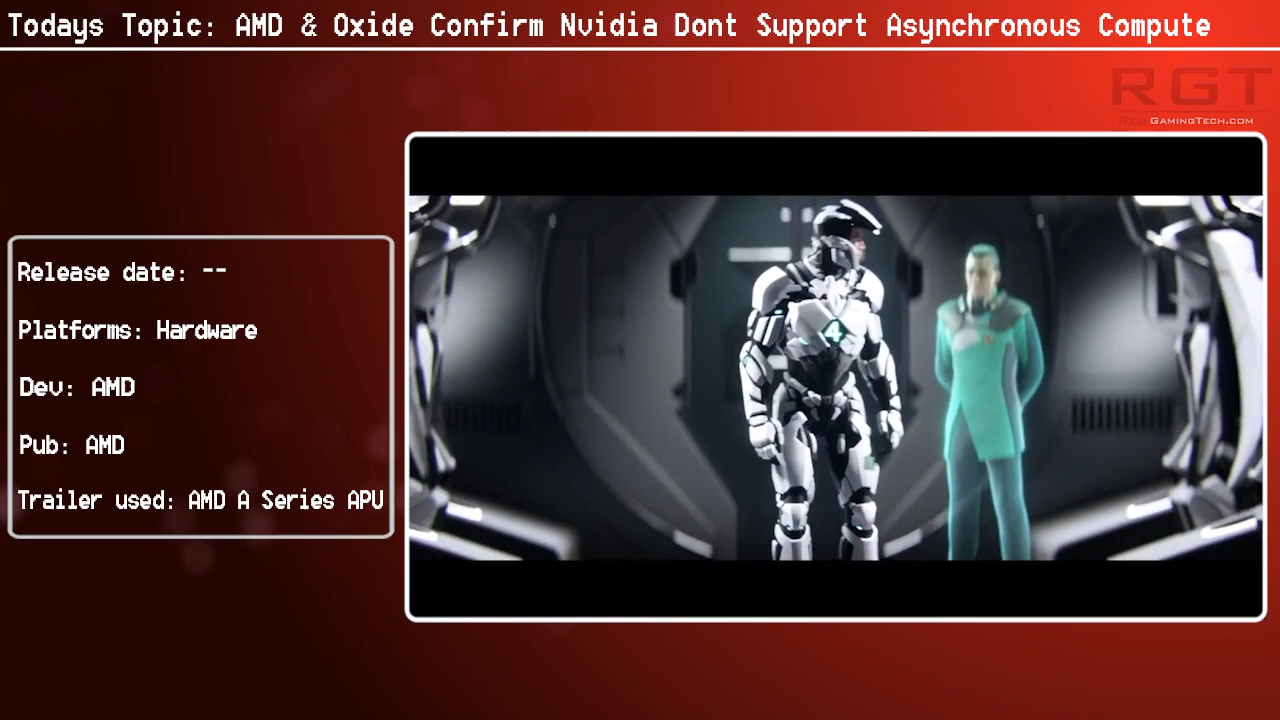 Todays Topic: AMD & Oxide Confirm Nvidia Dont Support Asynchronous Compute
RGT
RedGamingTech.com
Release date: --
Platforms: Hardware
4
Dev: AMD
Pub: AMD
Trailer used: AMD A Series APU